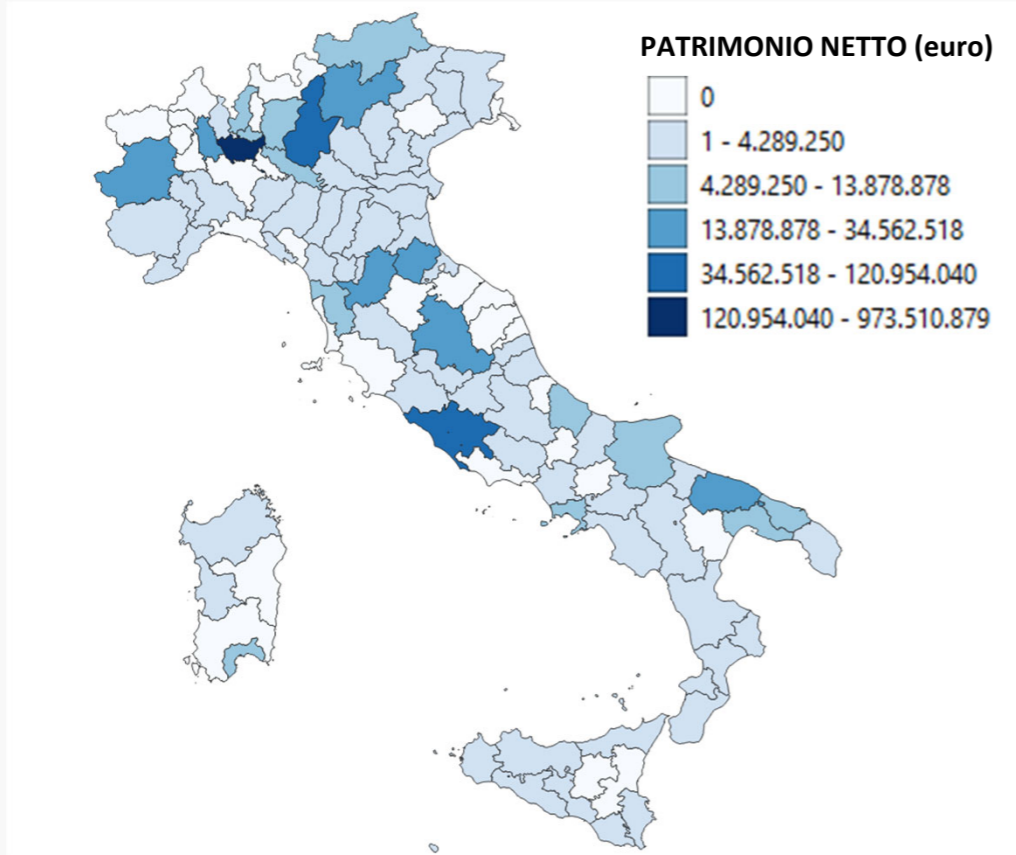 PATRIMONIO NETTO (euro)
0
1 - 4.289.250
4.289.250 - 13.878.878
13.878.878 - 34.562.518
34.562.518 - 120.954.040
120.954.040 - 973.510.879